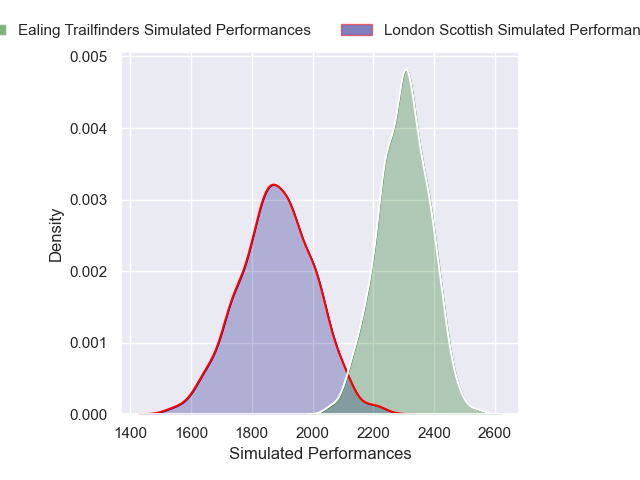 Ealing Trailfinders Simulated Performances London Scottish Simulated
0.005
0.004
0.003
0.002
0.001
0.000
Density
1400 1600 1800 2000 2200 2400 2600
Simulated Performances